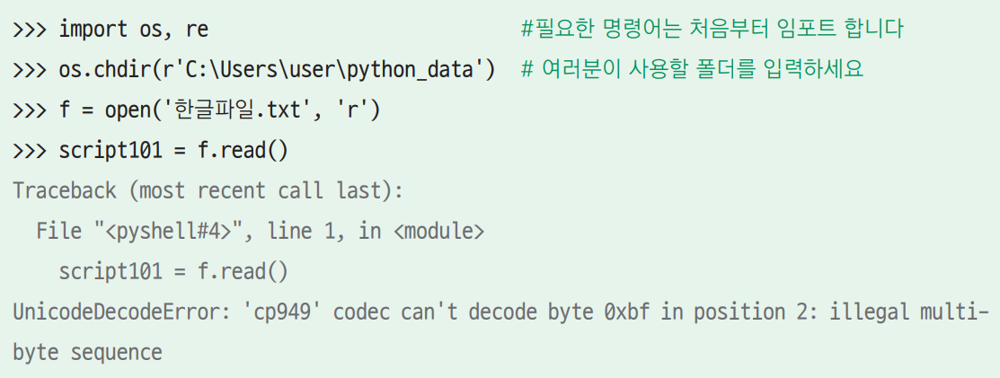 >>> import os, re #필요한 명령어는 처음부터 임포트 합니다
>>> os.chdir(r'C:\Users\user\python_data') # 여러분이 사용할 폴더를 입력하세요
>>> f = open('한글파일.txt', 'r')
>>> script101 = f.read()
Traceback (most recent call last):
File "<pyshell#4>", line 1, in <module>
script101 = f.read()
UnicodeDecodeError: 'cp949' codec can't decode byte 0xbf in position 2: illegal multi-
byte sequence